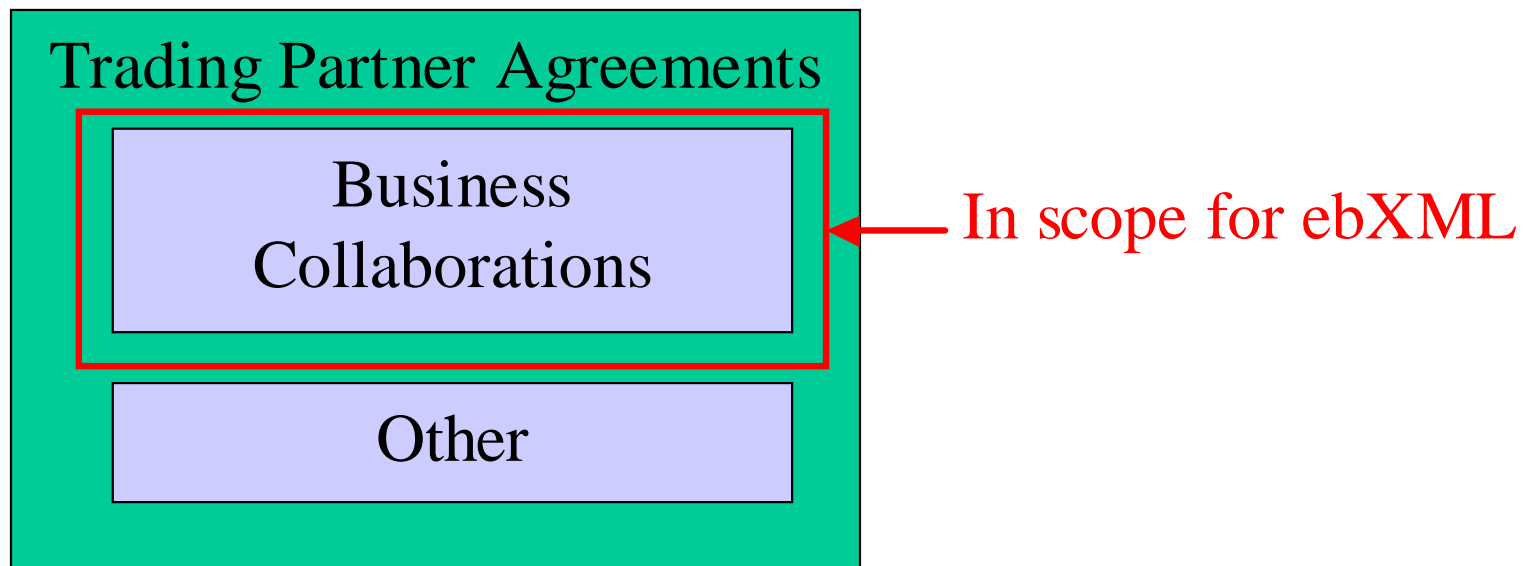 Trading Partner Agreements
Business
Collaborations
In scope for ebXML
Other